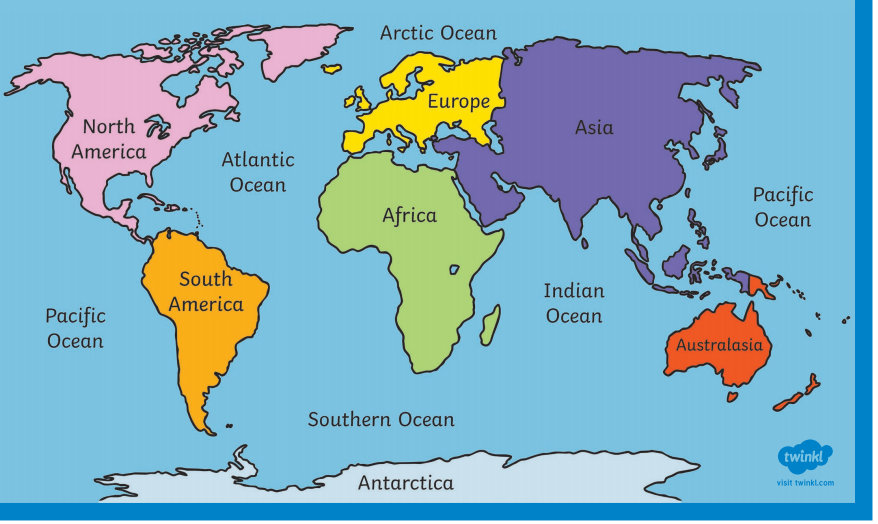 Arctic Ocean
Europe
Asia
North
America
Atlantic
Ocean
Pacific
Ocean
Africa
South
America
Indian
Ocean
Pacific
Ocean
Australasia
Southern Ocean
twinkl
visit twinkl.com
Antarctica